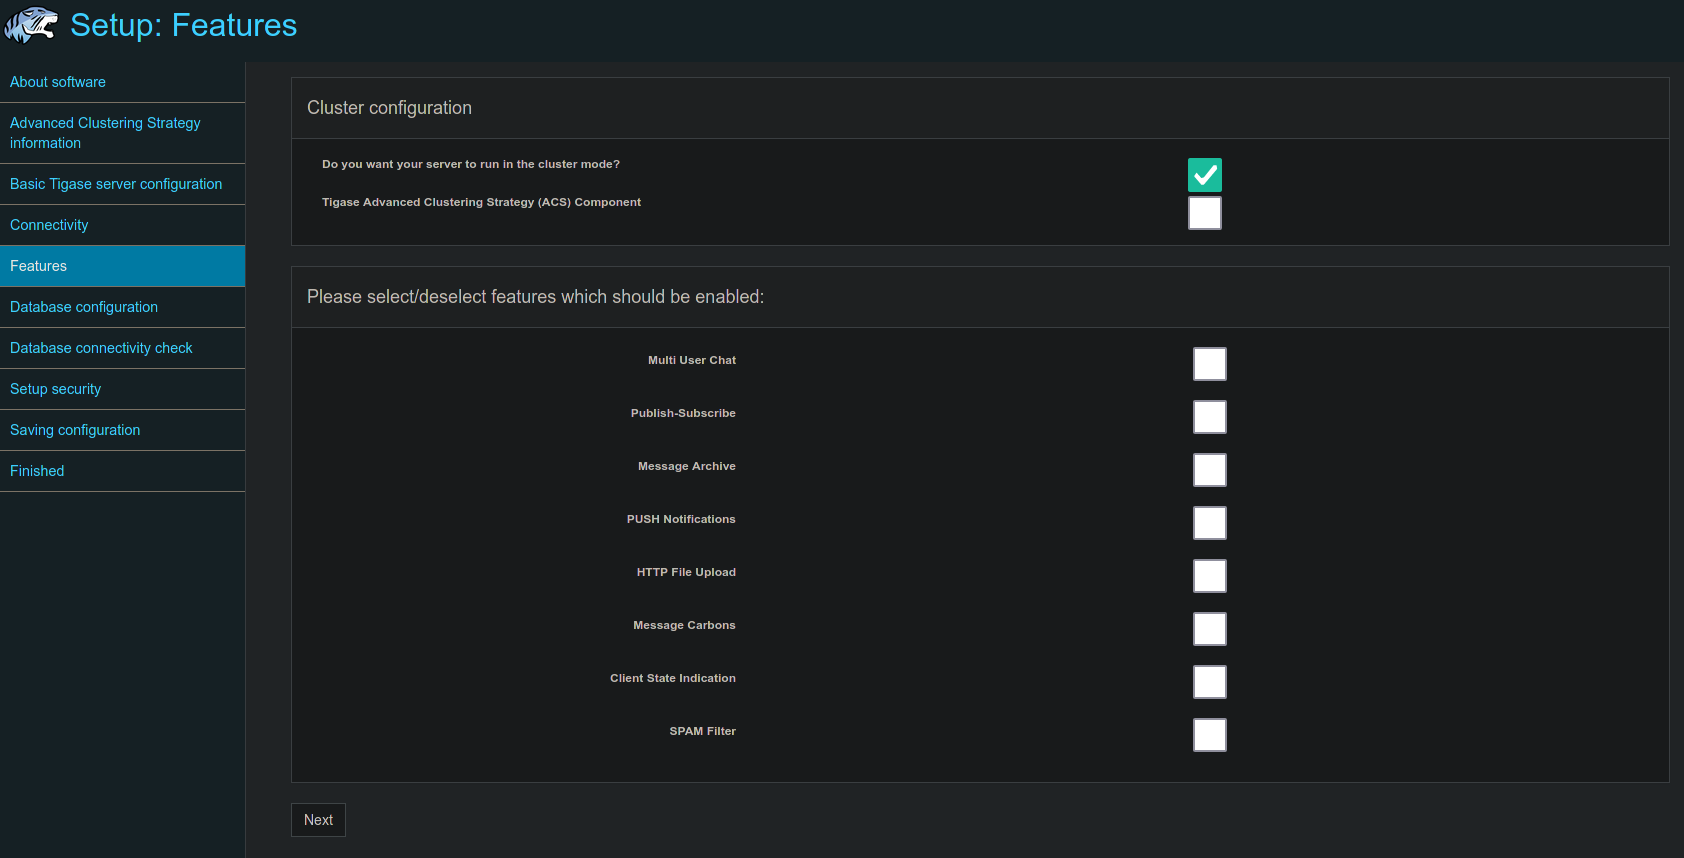 Setup: Features
About software
Advanced Clustering Strategy
information
Basic Tigase server configuration
Connectivity
Features
Database configuration
Database connectivity check
Setup security
Saving configuration
Finished
Cluster configuration
Do you want your server to run in the cluster mode?
Tigase Advanced Clustering Strategy (ACS) Component
Please select/deselect features which should be enabled:
Multi User Chat
Publish-Subscribe
Message Archive
PUSH Notifications
HTTP File Upload
Message Carbons
Client State Indication
SPAM Filter
Next